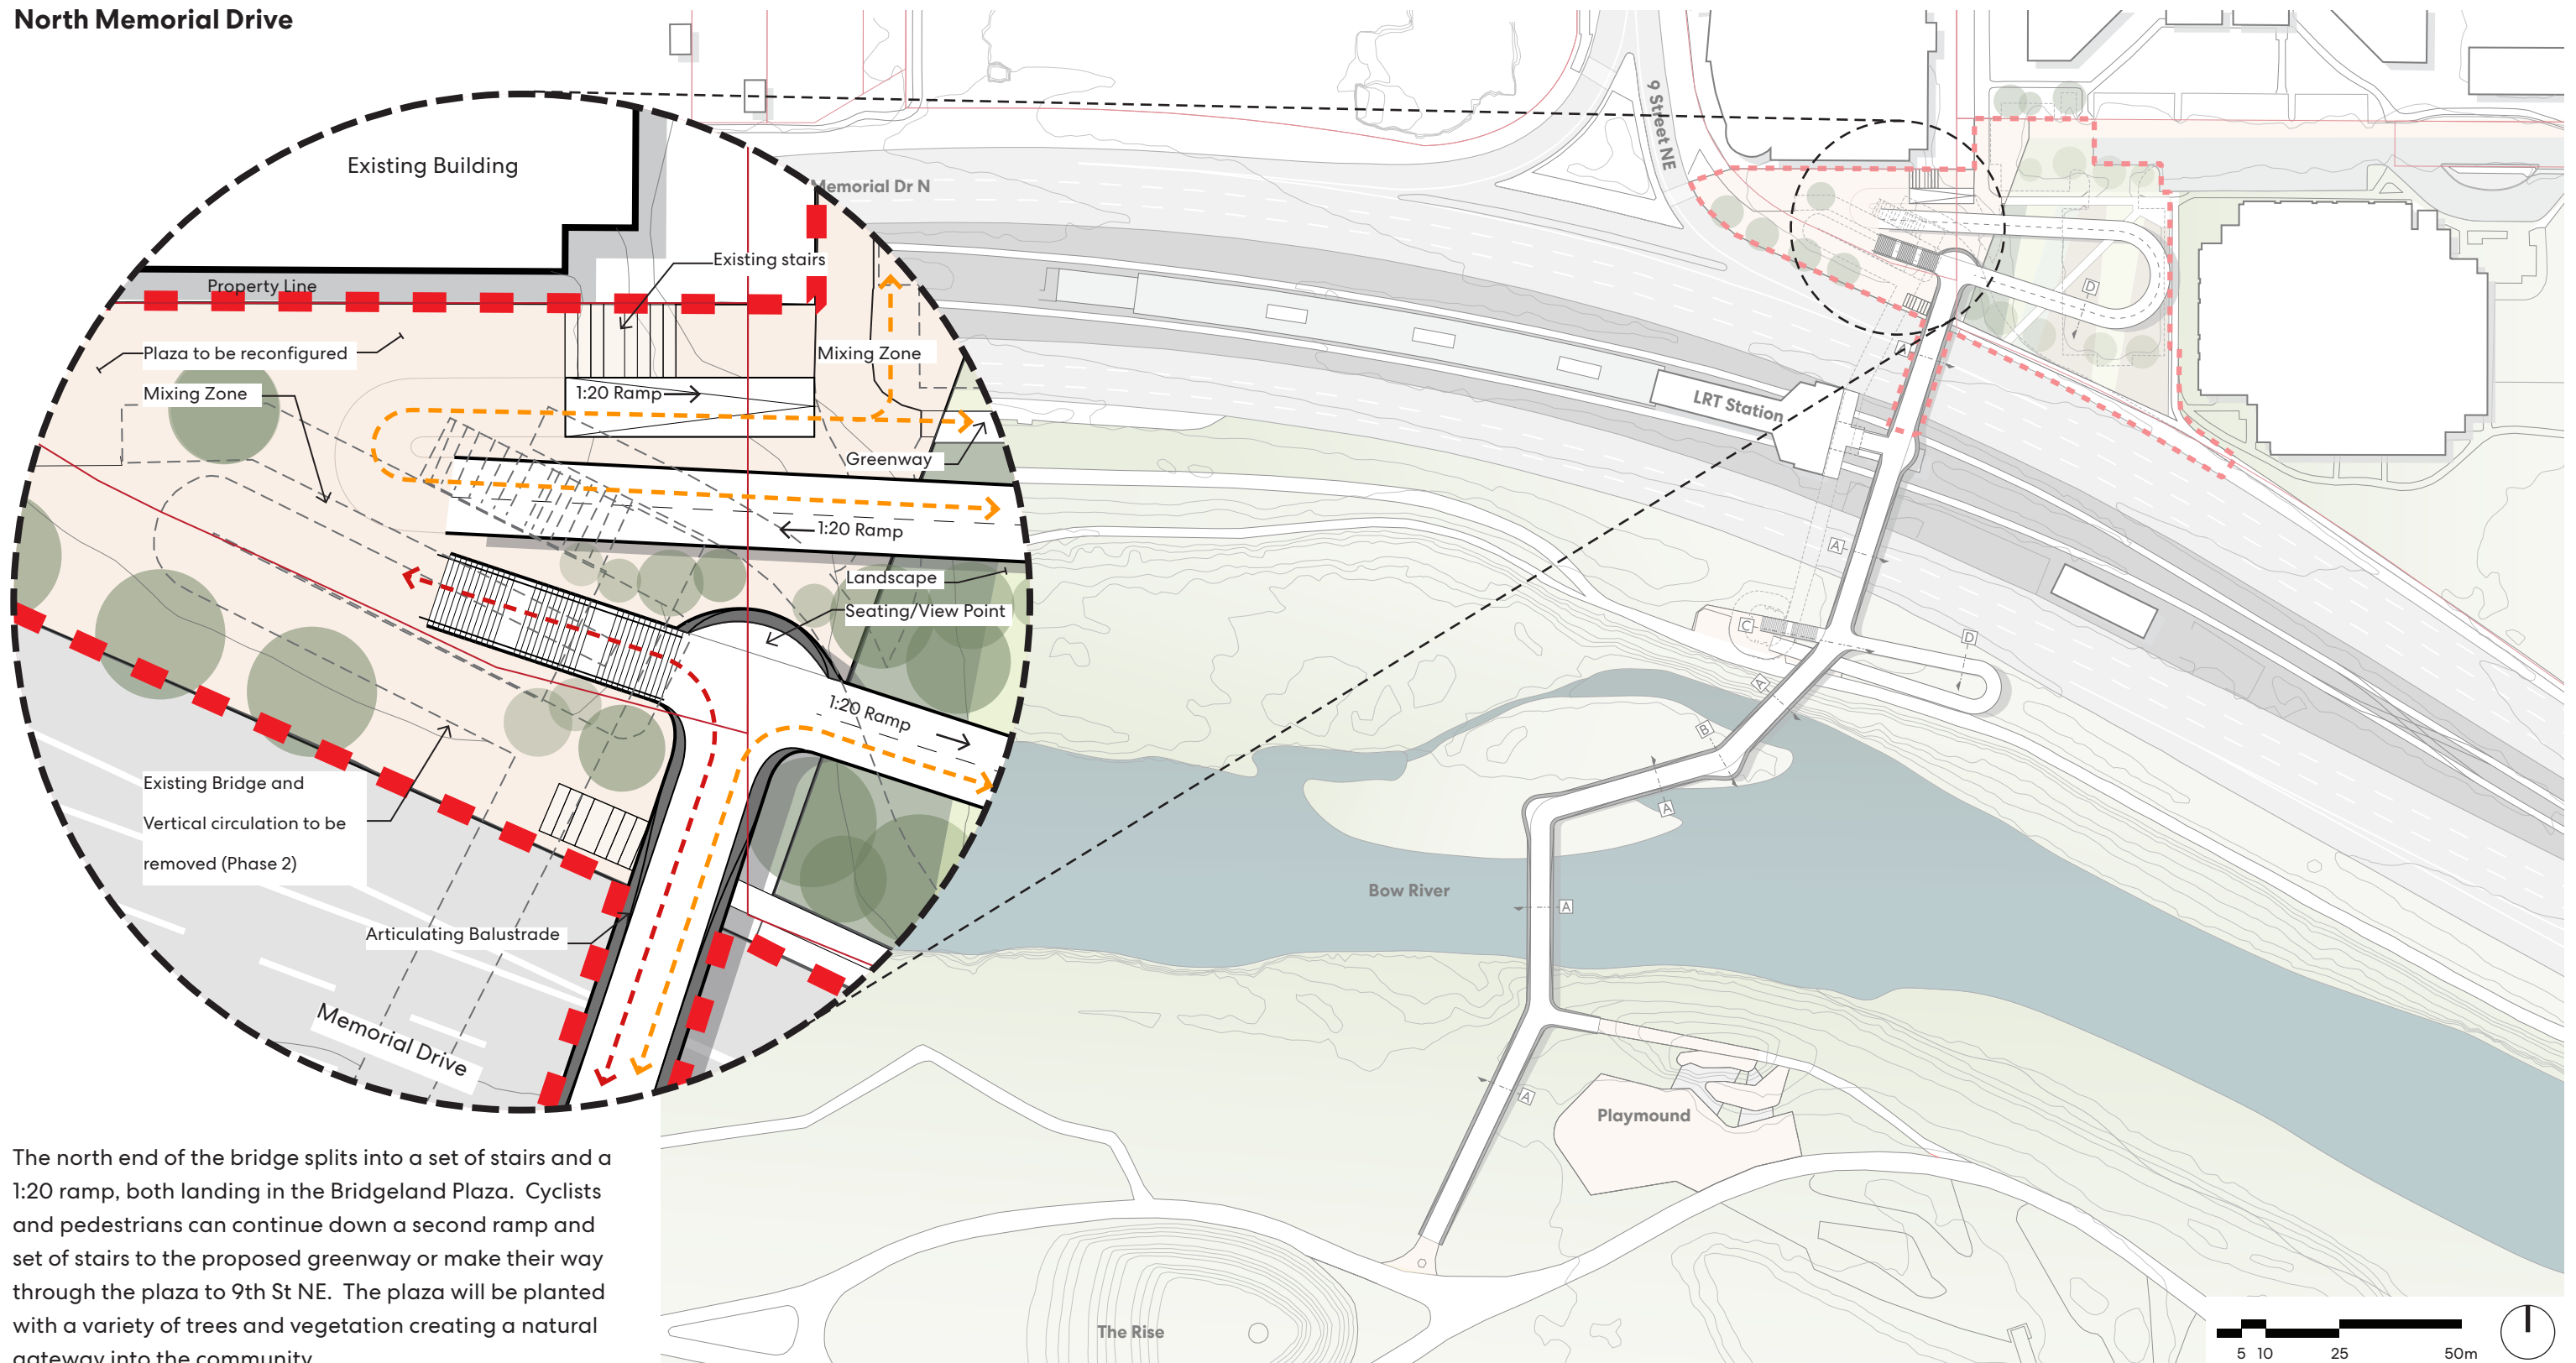 North Memorial Drive
Existing Building
Property Line
Existing stairs
Plaza to be reconfigured
Mixing Zone
Mixing Zone
1:20 Ramp
Greenway
1:20 Ramp
Landscape
Seating/View Point
1:20 Ramp
Existing Bridge and
Vertical circulation to be
removed (Phase 2)
Articulating Balustrade
Memorial Drive
Memorial Dr N
9 Street NE
LRT Station
D
A
A
C
D
A
B
A
A
A
Bow River
Playmound
The Rise
The north end of the bridge splits into a set of stairs and a
1:20 ramp, both landing in the Bridgeland Plaza.  Cyclists
and pedestrians can continue down a second ramp and
set of stairs to the proposed greenway or make their way
through the plaza to 9th St NE.  The plaza will be planted
with a variety of trees and vegetation creating a natural
gateway into the community.
5 10 25 50m